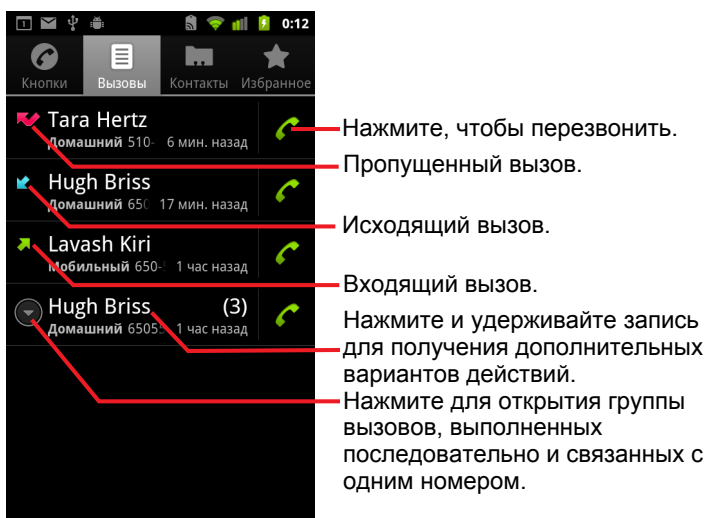 1 0:12
Кнопки Вызовы Контакты Избранное
Tara Hertz
Домашний 510- 6 мин. назад
Hugh Briss
Домашний 650 17 мин. назад
Lavash Kiri
Мобильный 650- 1 час назад
Hugh Briss (3)
Домашний 6505 1 час назад
Нажмите, чтобы перезвонить.
Пропущенный вызов.
Исходящий вызов.
Входящий вызов.
Нажмите и удерживайте запись
для получения дополнительных
вариантов действий.
Нажмите для открытия группы
вызовов, выполненных
последовательно и связанных с
одним номером.